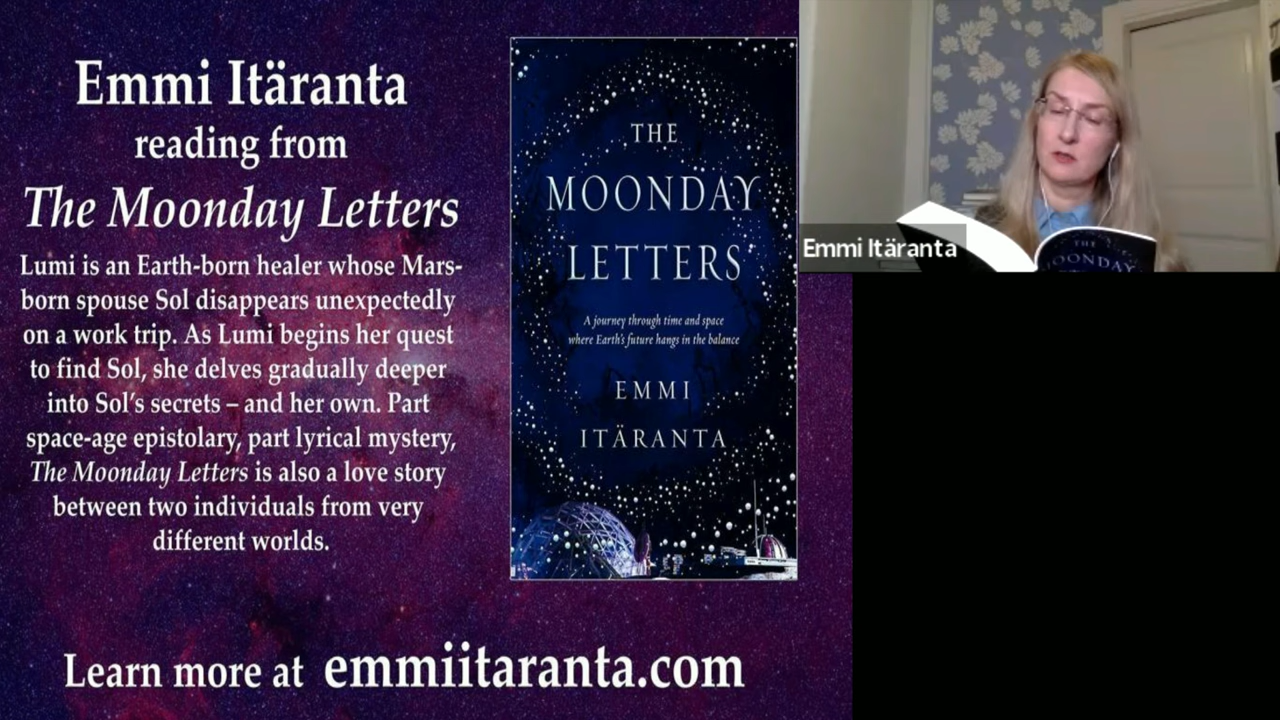 Emmi Itäranta
reading from
The Moonday Letters
Lumi is an Earth-born healer whose Mars-
born spouse Sol disappears unexpectedly
on a work trip. As Lumi begins her quest
to find Sol, she delves gradually deeper
into Sol's secrets – and her own. Part
space-age epistolary, part lyrical mystery,
The Moonday Letters is also a love story
between two individuals from very
different worlds.
Learn more at emmiitaranta.com
THE
MOONDAY
LETTERS
A journey through time and space
where Earth's future hangs in the balance
EMMI
ITÄRANTA
Emmi Itäranta
THE
MOONDAY